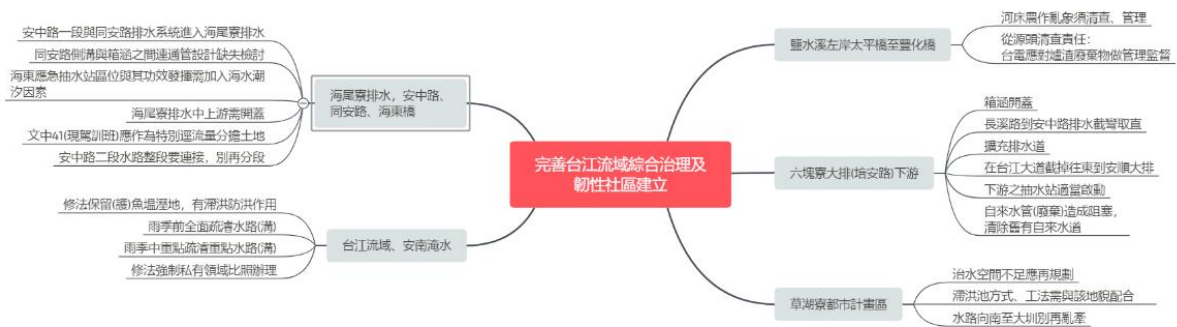 完善台江流域綜合治理及
韌性社區建立
海尾寮排水，安中路、
同安路、海東橋
安中路一段與同安路排水系統進入海尾寮排水
同安路側溝與箱涵之間連通管設計缺失檢討
海東應急抽水站區位與其功效發揮需加入海水潮
汐因素
海尾寮排水中上游需開蓋
文中41(現駕訓班)應作為特別逕流量分擔土地
安中路二段水路整段要連接，別再分段
台江流域、安南淹水
修法保留(護)魚塭溼地，有滯洪防洪作用
雨季前全面疏濬水路(溝)
雨季中重點疏濬重點水路(溝)
修法強制私有領域比照辦理
鹽水溪左岸太平橋至豐化橋
河床農作亂象須清查、管理
從源頭清查責任：
台電應對爐渣廢棄物做管理監督
六塊寮大排(培安路)下游
箱涵開蓋
長溪路到安中路排水截彎取直
擴充排水道
在台江大道截掉往東到安順大排
下游之抽水站適當啟動
自來水管(廢棄)造成阻塞，
清除舊有自來水道
草湖寮都市計畫區
治水空間不足應再規劃
滯洪池方式、工法需與該地貌配合
水路向南至大圳別再亂牽